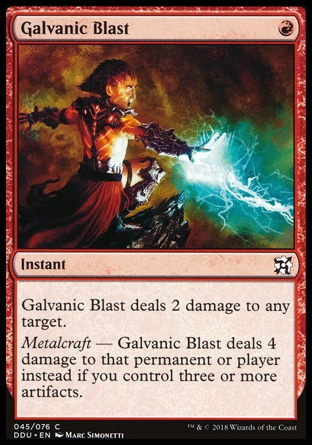 Galvanic Blast
Instant
Galvanic Blast deals 2 damage to any
target.
Metalcraft — Galvanic Blast deals 4
damage to that permanent or player
instead if you control three or more
artifacts.
045/076 C
DDU • EN Marc Simonetti
™ & © 2018 Wizards of the Coast